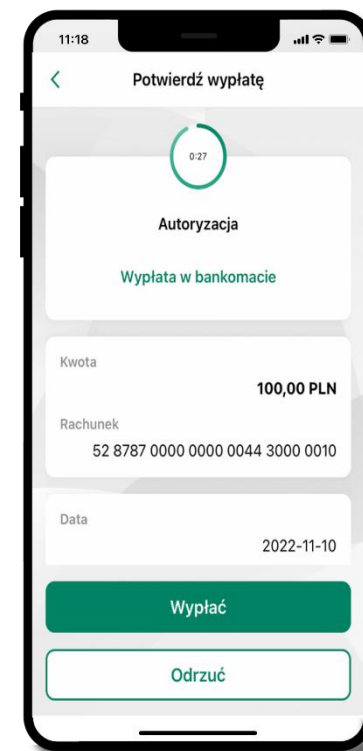 11:18
Potwierdź wypłatę
0:27
Autoryzacja
Wypłata w bankomacie
Kwota
100,00 PLN
Rachunek
52 8787 0000 0000 0044 3000 0010
Data
2022-11-10
Wypłać
Odrzuć